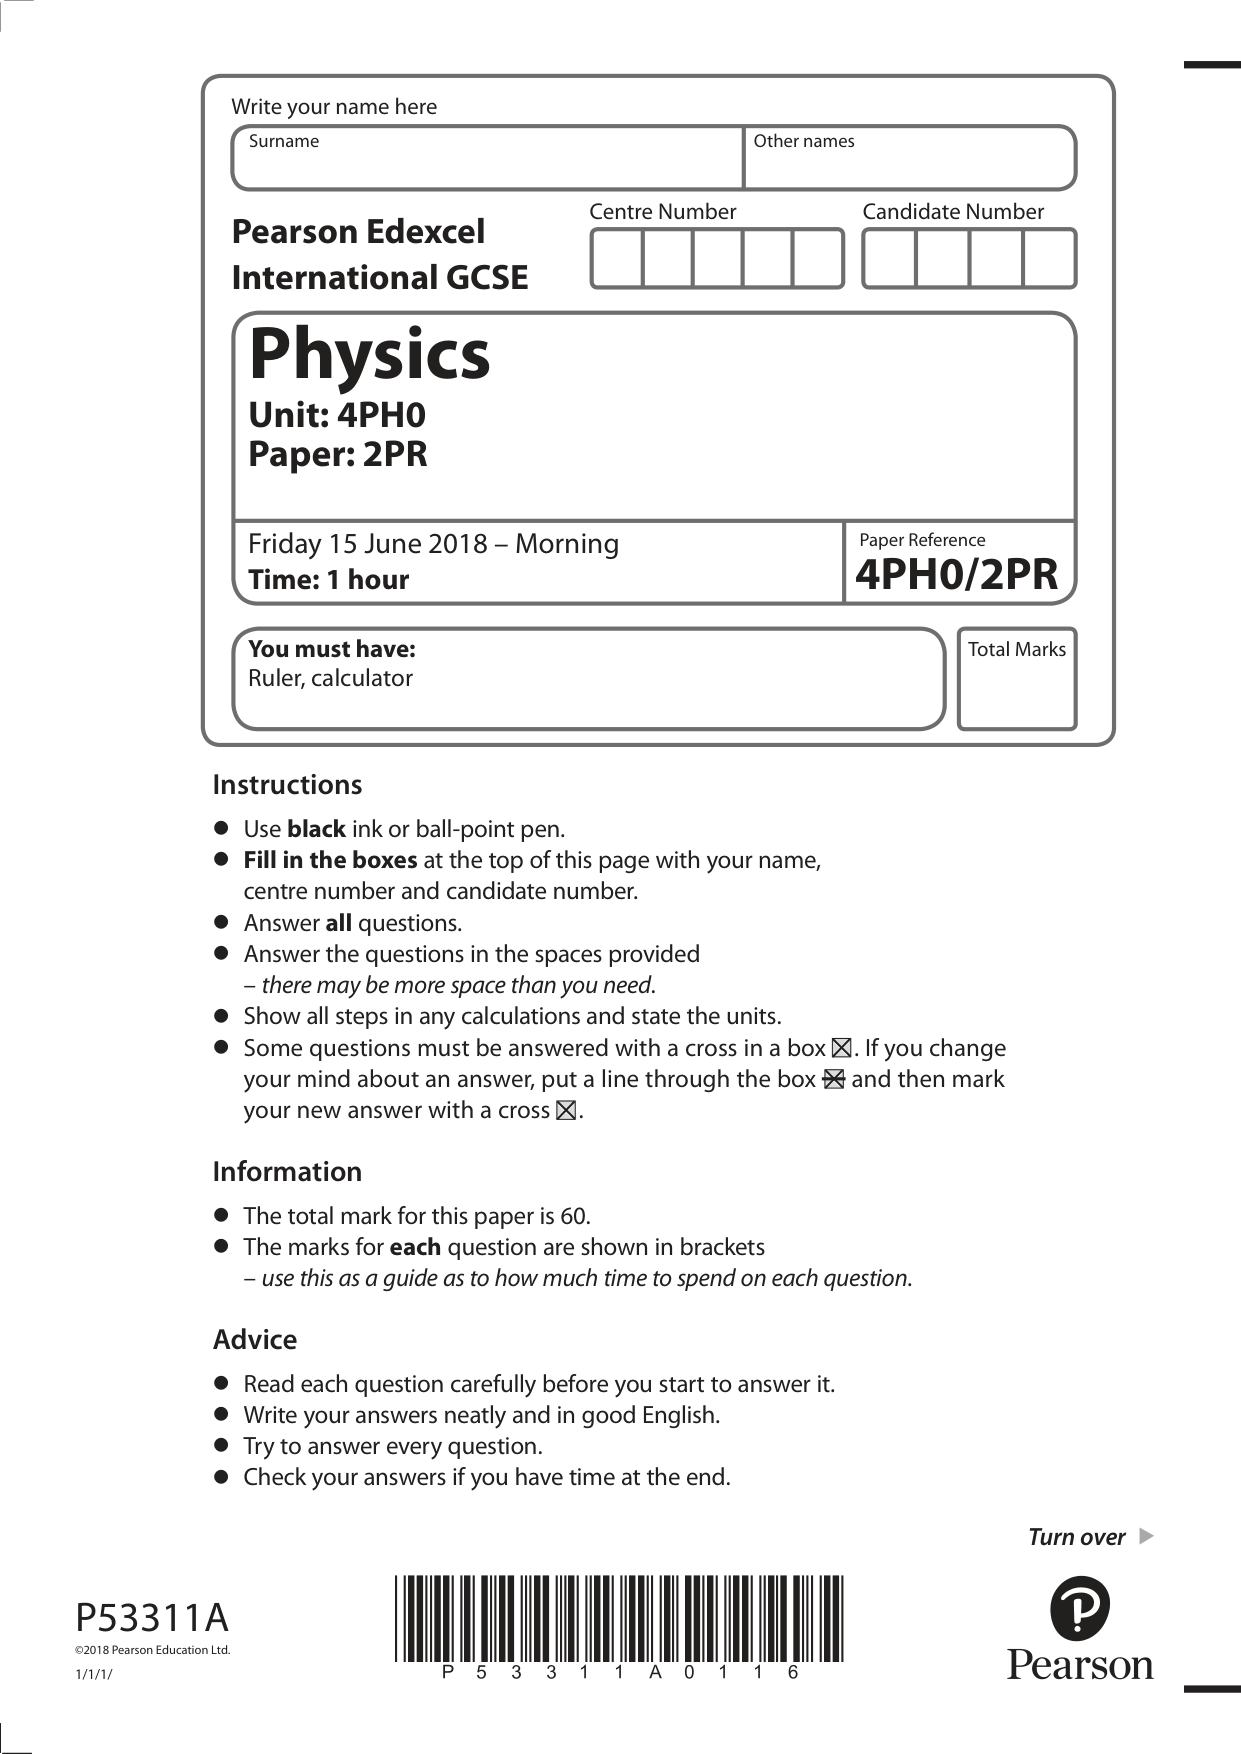 Write your name here
Surname
Other names
Pearson Edexcel
International GCSE
Centre Number
Candidate Number
Physics
Unit: 4PH0
Paper: 2PR
Friday 15 June 2018 – Morning
Time: 1 hour
Paper Reference
4PH0/2PR
You must have:
Ruler, calculator
Total Marks
Instructions
● Use black ink or ball-point pen.
● Fill in the boxes at the top of this page with your name,
centre number and candidate number.
● Answer all questions.
● Answer the questions in the spaces provided
– there may be more space than you need.
● Show all steps in any calculations and state the units.
● Some questions must be answered with a cross in a box ☒. If you change
your mind about an answer, put a line through the box ☒ and then mark
your new answer with a cross ☒.
Information
● The total mark for this paper is 60.
● The marks for each question are shown in brackets
– use this as a guide as to how much time to spend on each question.
Advice
● Read each question carefully before you start to answer it.
● Write your answers neatly and in good English.
● Try to answer every question.
● Check your answers if you have time at the end.
Turn over
P53311A
©2018 Pearson Education Ltd.
1/1/1/
P53311A0116
Pearson